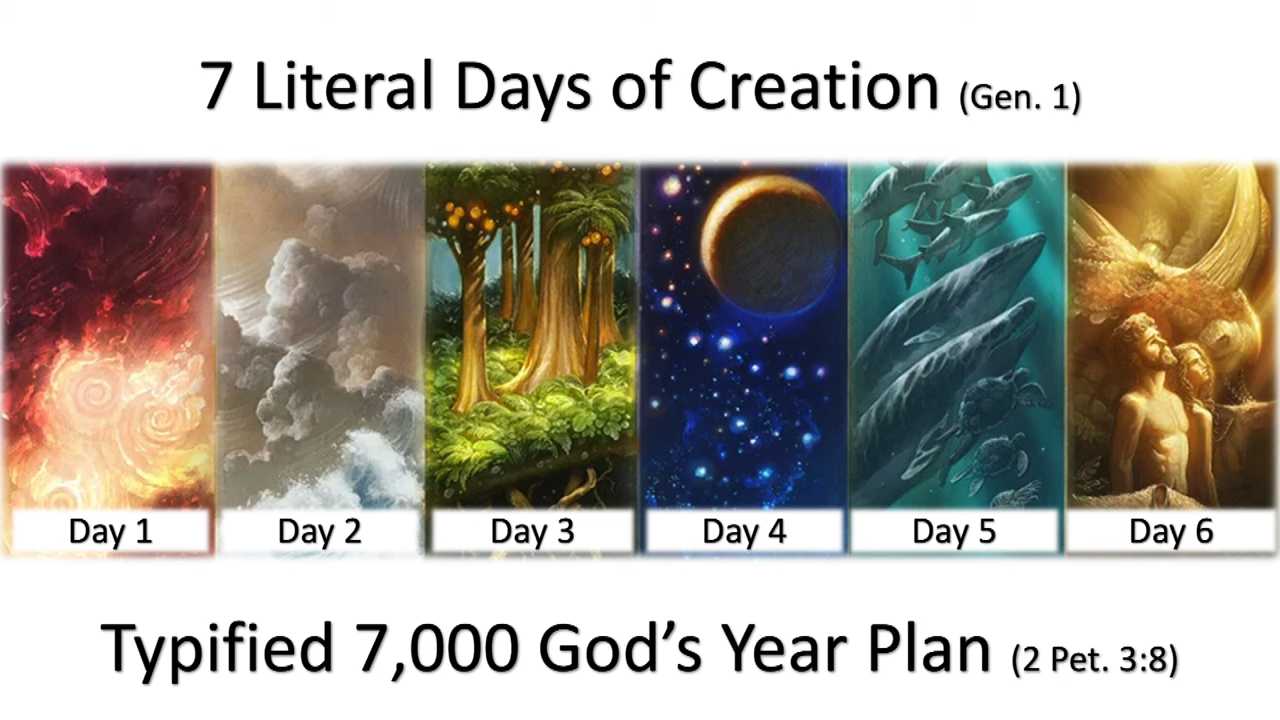 7 Literal Days of Creation (Gen. 1)
Day 1
Day 2
Day 3
Day 4
Day 5
Day 6
Typified 7,000 God’s Year Plan (2 Pet. 3:8)